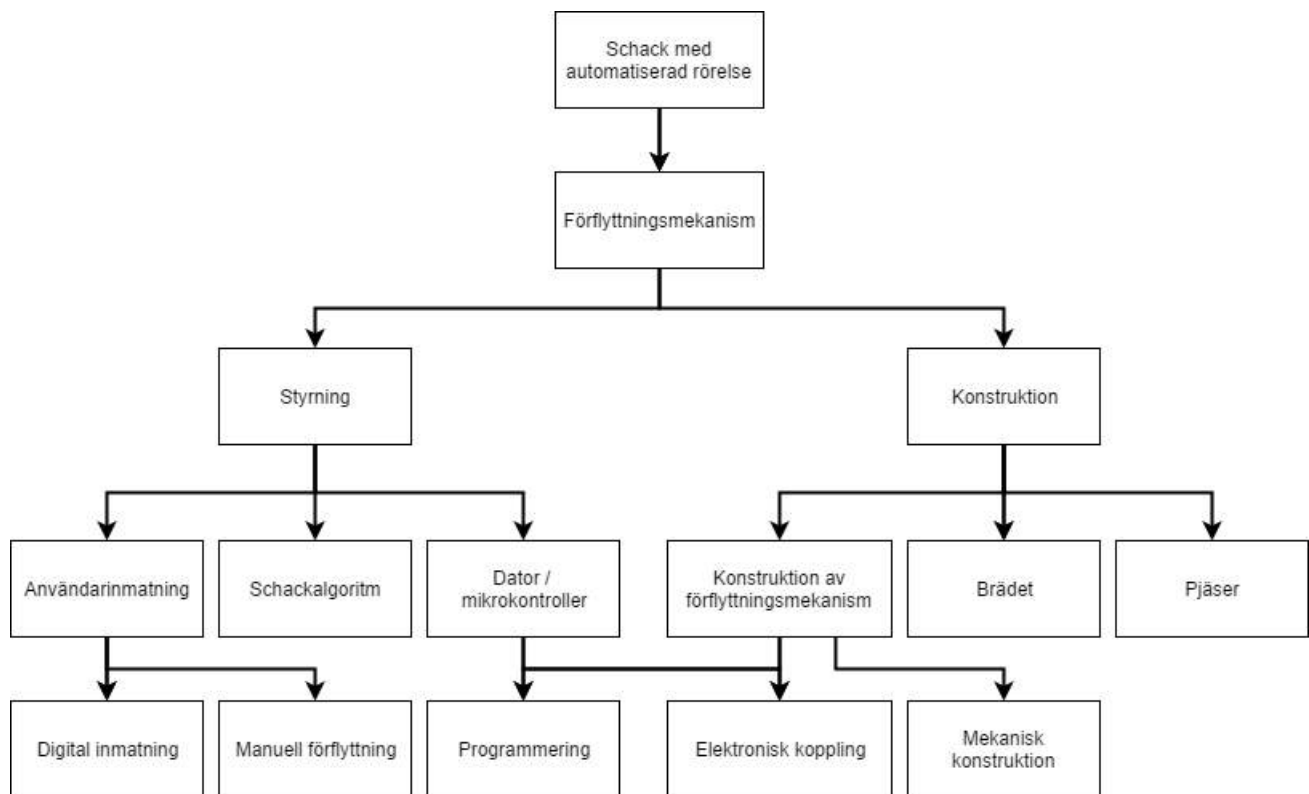 Schack med
automatiserad rörelse
Förflyttningsmekanism
Styrning
Konstruktion
Användarinmatning
Schackalgoritm
Dator /
mikrokontroller
Konstruktion av
förflyttningsmekanism
Brädet
Pjäser
Digital inmatning
Manuell förflyttning
Programmering
Elektronisk koppling
Mekanisk
konstruktion